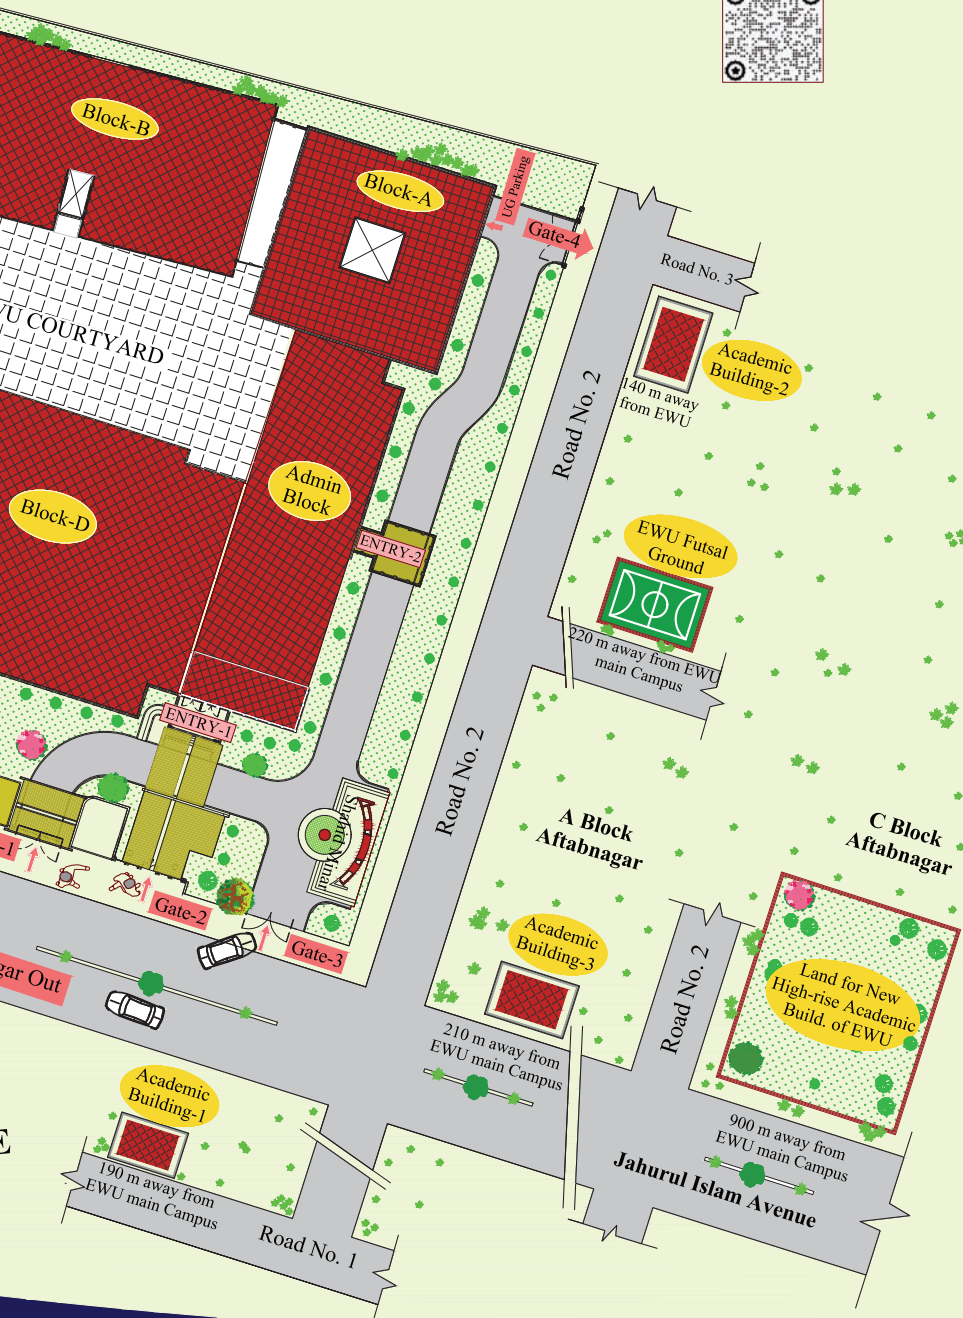 Block-B
Block-A
UG Parking
Gate-4
Road No. 3
COURTYARD
Academic
Building-2
140 m away
from EWU
Road No. 2
Admin
Block
Block-D
ENTRY-2
EWU Futsal
Ground
220 m away from EWU
main Campus
ENTRY-1
Road No. 2
Shahid Minar
A Block
Aftabnagar
C Block
Aftabnagar
-1
Gate-2
Gate-3
gar Out
Academic
Building-3
Road No. 2
Land for New
High-rise Academic
Build. of EWU
210 m away from
EWU main Campus
Academic
Building-1
900 m away from
EWU main Campus
E
190 m away from
EWU main Campus
Jahurul Islam Avenue
Road No. 1